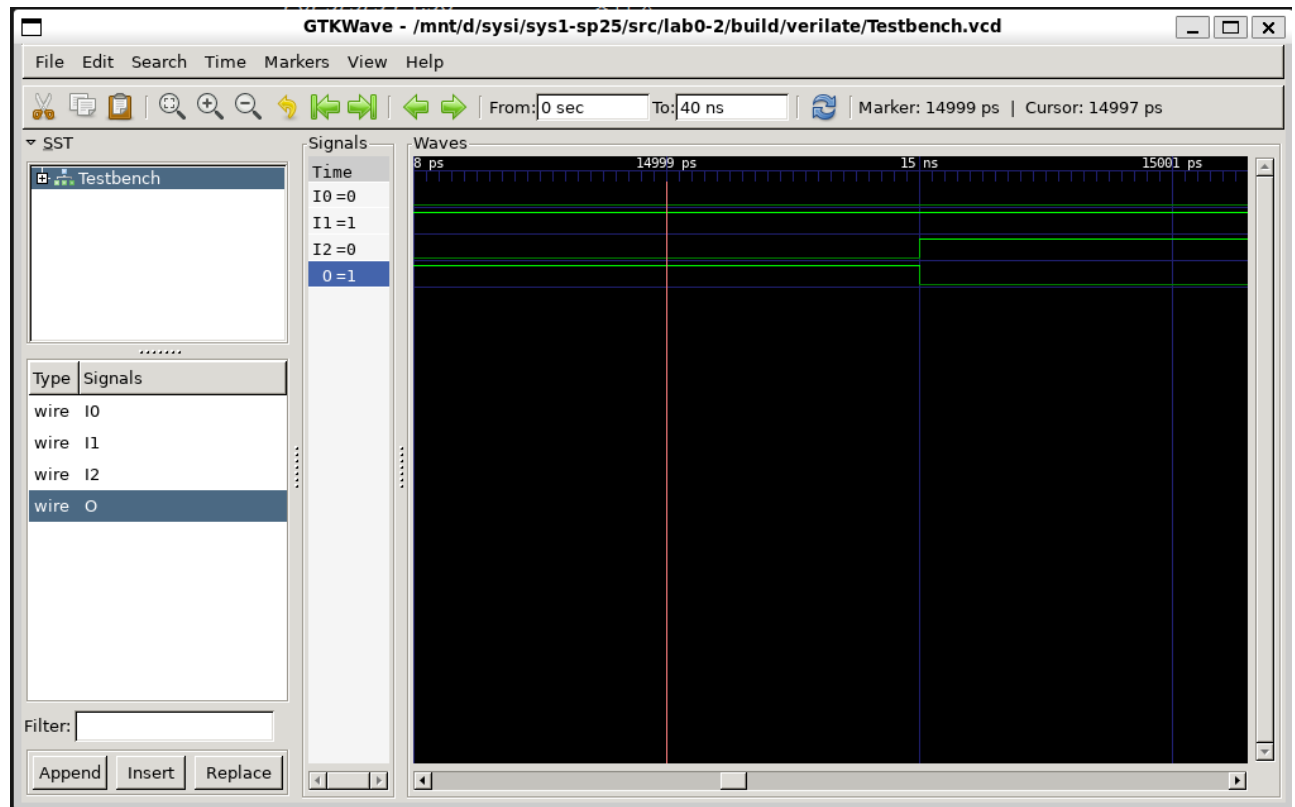 GTKWave - /mnt/d/sysi/sys1-sp25/src/lab0-2/build/verilate/Testbench.vcd
File Edit Search Time Markers View Help
From: 0 sec To: 40 ns Marker: 14999 ps | Cursor: 14997 ps
SST
Testbench
Type Signals
wire I0
wire I1
wire I2
wire O
Filter:
Append Insert Replace
Signals
Time
I0 =0
I1 =1
I2 =0
O =1
Waves
8 ps 14999 ps 15 ns 15001 ps